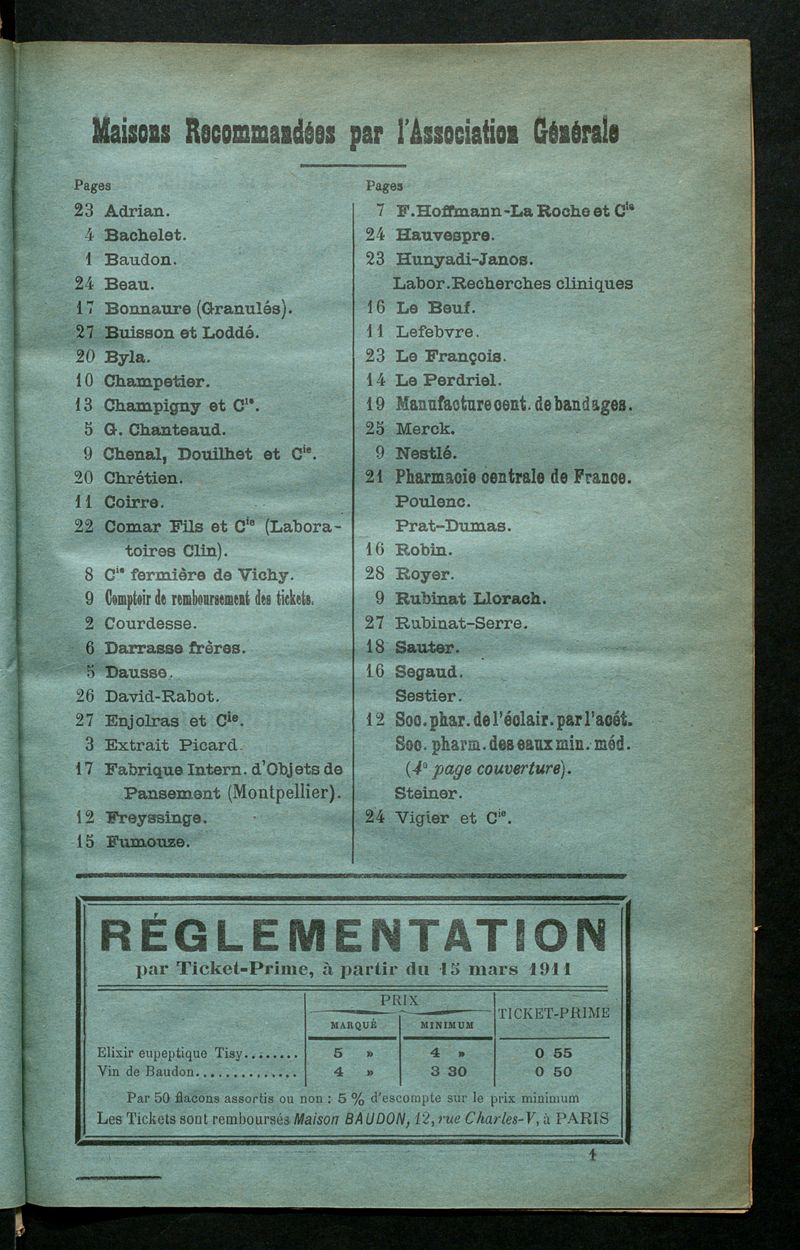 Maisons Recommandées par l'Association Générale
Pages
23 Adrian.
4 Bachelet.
1 Baudon.
24 Beau.
17 Bonnaure (Granulés).
27 Buisson et Loddé.
20 Byla.
10 Champetier.
13 Champigny et Cie.
5 G. Chanteaud.
9 Chenal, Douilhet et Cie.
20 Chrétien.
11 Coirre.
22 Comar Fils et Cie (Labora-
toires Clin).
8 Cie fermière de Vichy.
9 Comptoir de remboursement des tickets.
2 Courdesse.
6 Darrasse frères.
5 Dausse.
26 David-Rabot.
27 Enjolras et Cie.
3 Extrait Picard.
17 Fabrique Intern. d'Objets de
Pansement (Montpellier).
12 Freyssinge.
15 Fumouze.
Pages
7 F. Hoffmann-La Roche et Cie
24 Hauvespre.
23 Hunyadi-Janos.
Labor. Recherches cliniques
16 Le Beuf.
11 Lefebvre.
23 Le François.
14 Le Perdriel.
19 Manufacture cent. de bandages.
25 Merck.
9 Nestlé.
21 Pharmacie centrale de France.
Poulenc.
Prat-Dumas.
16 Robin.
28 Royer.
9 Rubinat Llorach.
27 Rubinat-Serre.
18 Sauter.
16 Segaud.
Sestier.
12 Soc. phar. de l'éclair. par l'acét.
Soc. pharm. des eaux min. méd.
(4e page couverture).
Steiner.
24 Vigier et Cie.
RÉGLEMENTATION
par Ticket-Prime, à partir du 15 mars 1911
PRIX
MARQUÉ MINIMUM TICKET-PRIME
Elixir eupeptique Tisy........ 5 » 4 » 0 55
Vin de Baudon.............. 4 » 3 30 0 50
Par 50 flacons assortis ou non : 5 % d'escompte sur le prix minimum
Les Tickets sont remboursés Maison BAUDON, 12, rue Charles-V, à PARIS
1